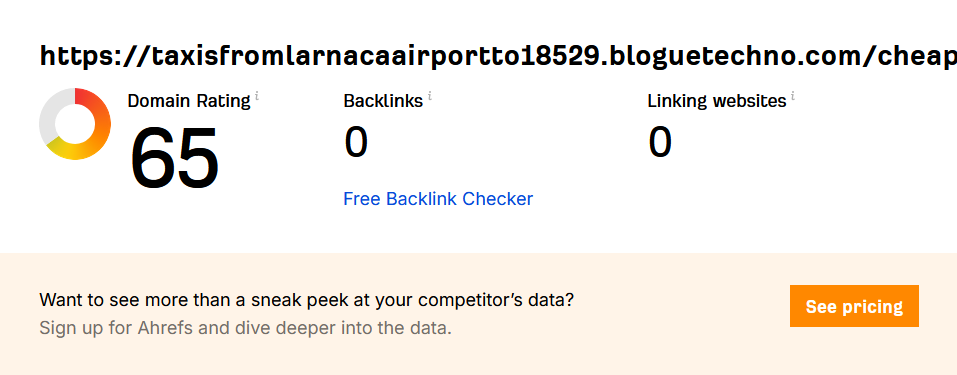 https://taxisfromlarnacaairportto18529.bloguetechno.com/cheap
Domain Rating i
65
Backlinks i
0
Free Backlink Checker
Linking websites i
0
Want to see more than a sneak peek at your competitor’s data?
Sign up for Ahrefs and dive deeper into the data.
See pricing